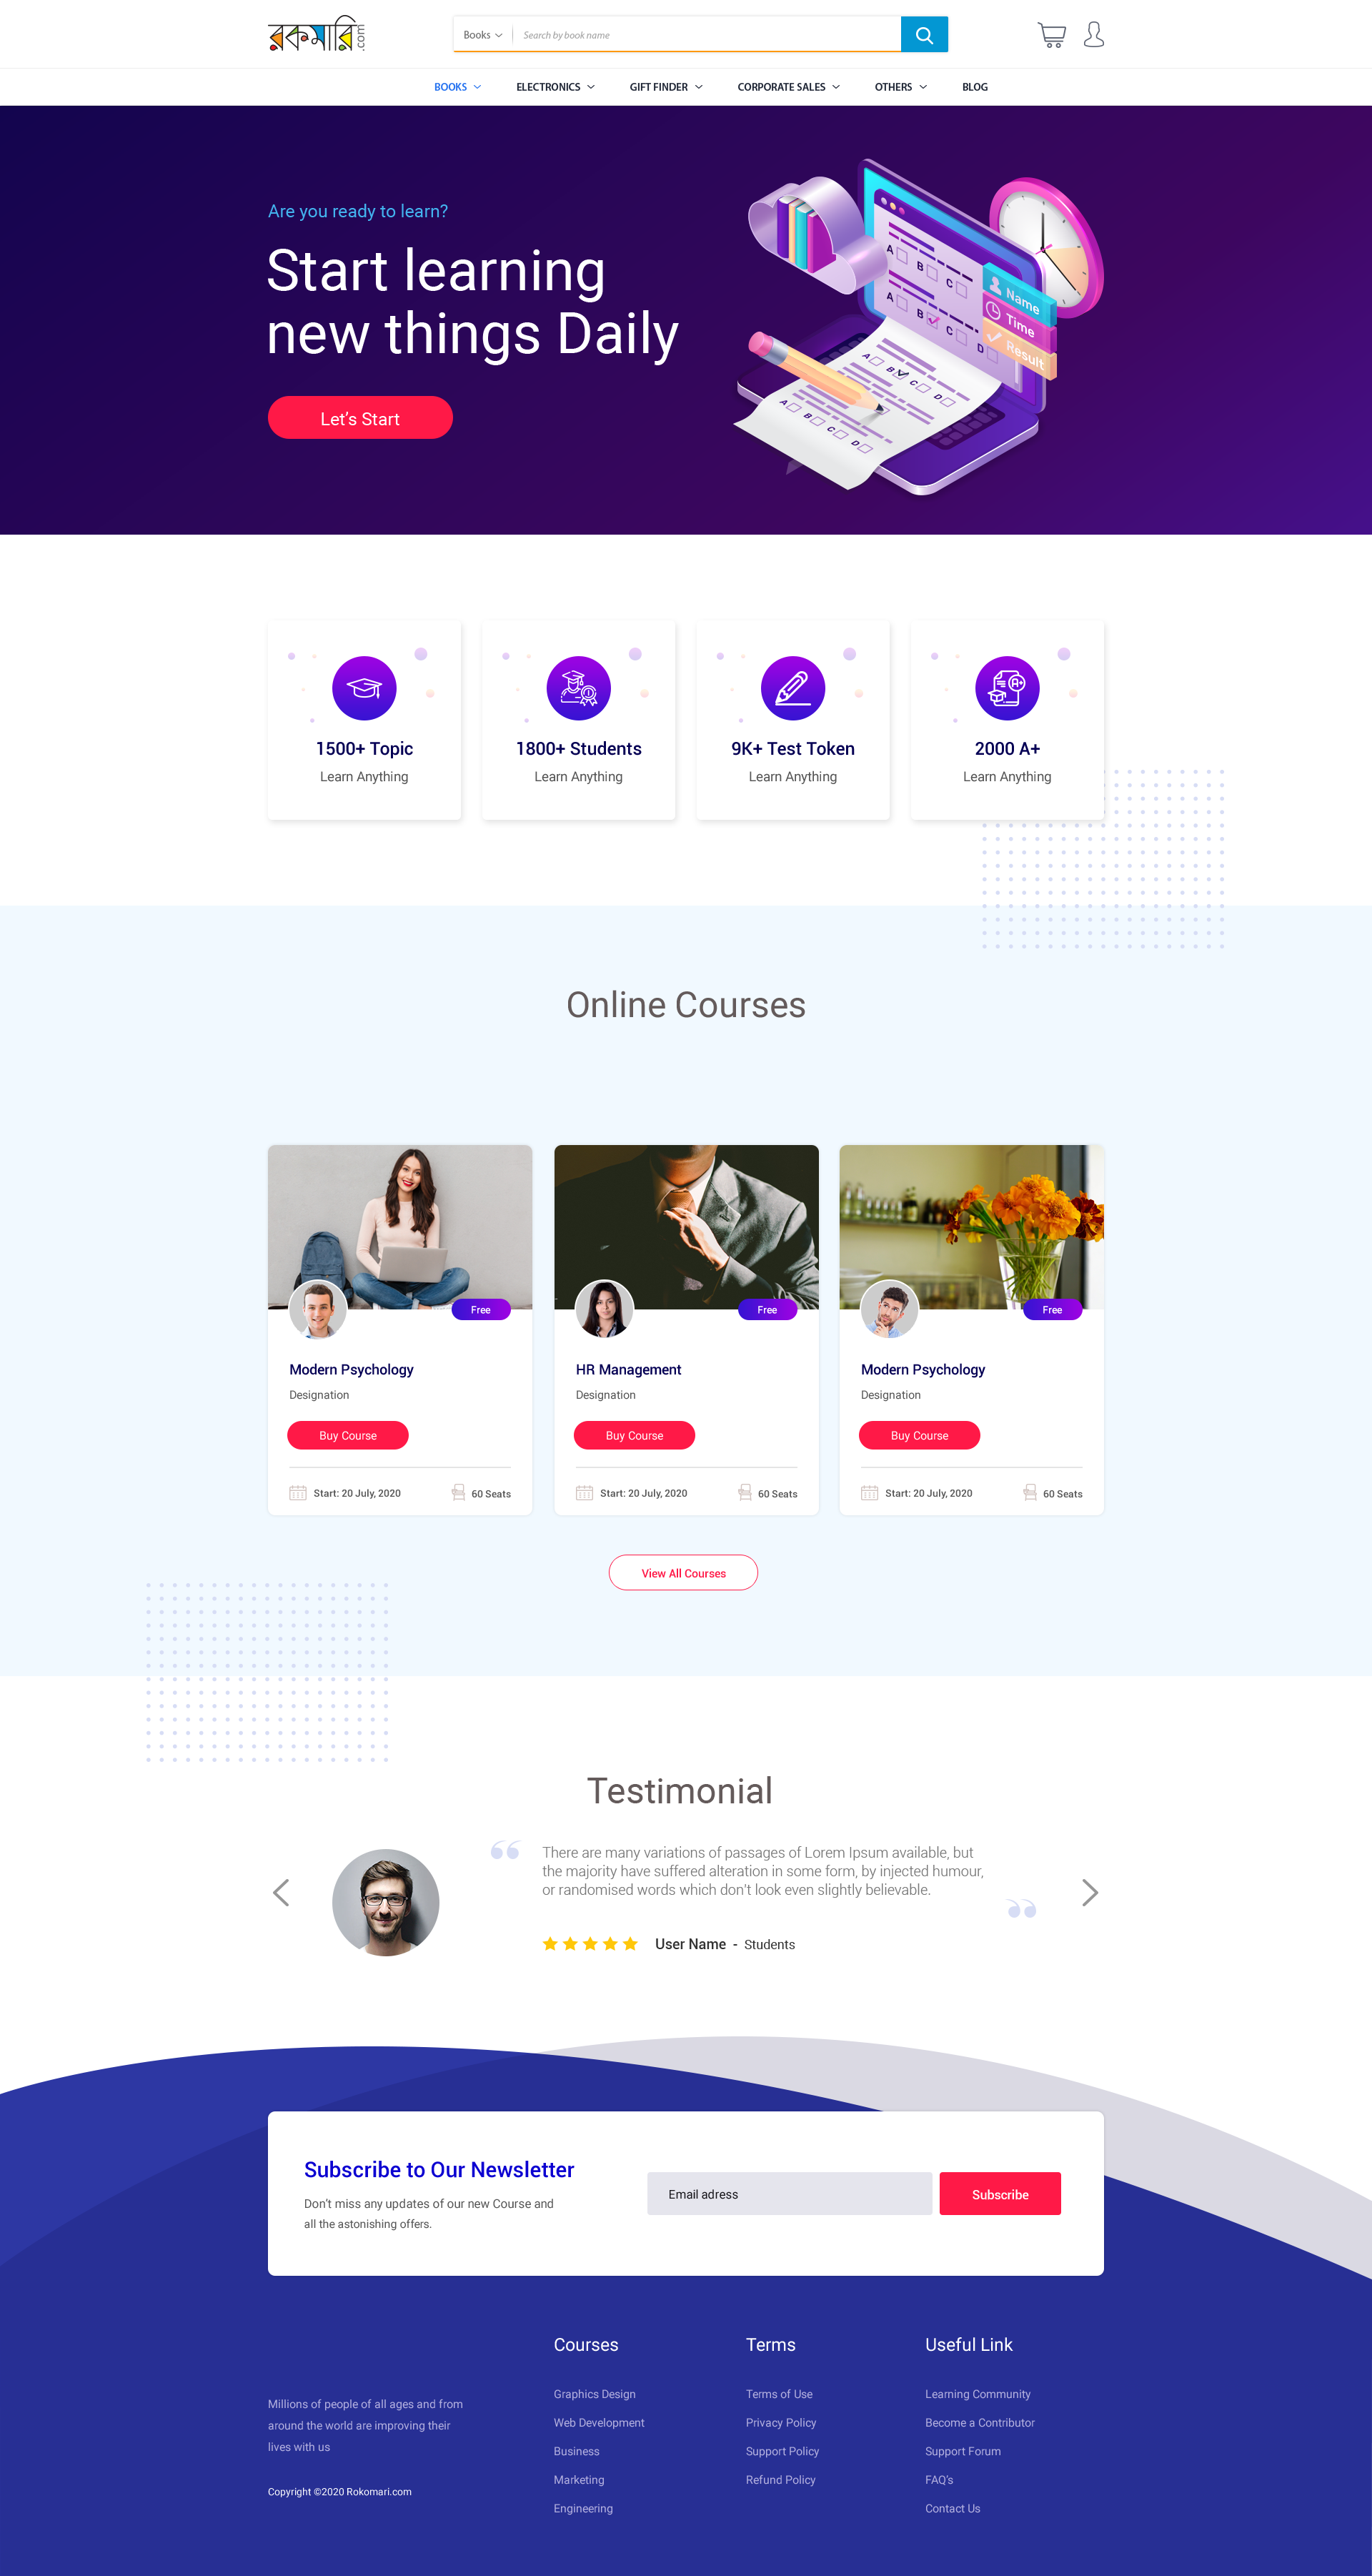 রকমারি.com
Books
Search by book name
BOOKS
ELECTRONICS
GIFT FINDER
CORPORATE SALES
OTHERS
BLOG
Are you ready to learn?
Start learning
new things Daily
Let's Start
A B C
A B C D
Name
Time
Result
A B C D
A B C D
1500+ Topic
Learn Anything
1800+ Students
Learn Anything
9K+ Test Token
Learn Anything
A+
2000 A+
Learn Anything
Online Courses
Free
Modern Psychology
Designation
Buy Course
Start: 20 July, 2020
60 Seats
Free
HR Management
Designation
Buy Course
Start: 20 July, 2020
60 Seats
Free
Modern Psychology
Designation
Buy Course
Start: 20 July, 2020
60 Seats
View All Courses
Testimonial
“
There are many variations of passages of Lorem Ipsum available, but
the majority have suffered alteration in some form, by injected humour,
or randomised words which don't look even slightly believable.
”
User Name - Students
Subscribe to Our Newsletter
Don't miss any updates of our new Course and
all the astonishing offers.
Email adress
Subscribe
Millions of people of all ages and from
around the world are improving their
lives with us
Copyright ©2020 Rokomari.com
Courses
Graphics Design
Web Development
Business
Marketing
Engineering
Terms
Terms of Use
Privacy Policy
Support Policy
Refund Policy
Useful Link
Learning Community
Become a Contributor
Support Forum
FAQ's
Contact Us